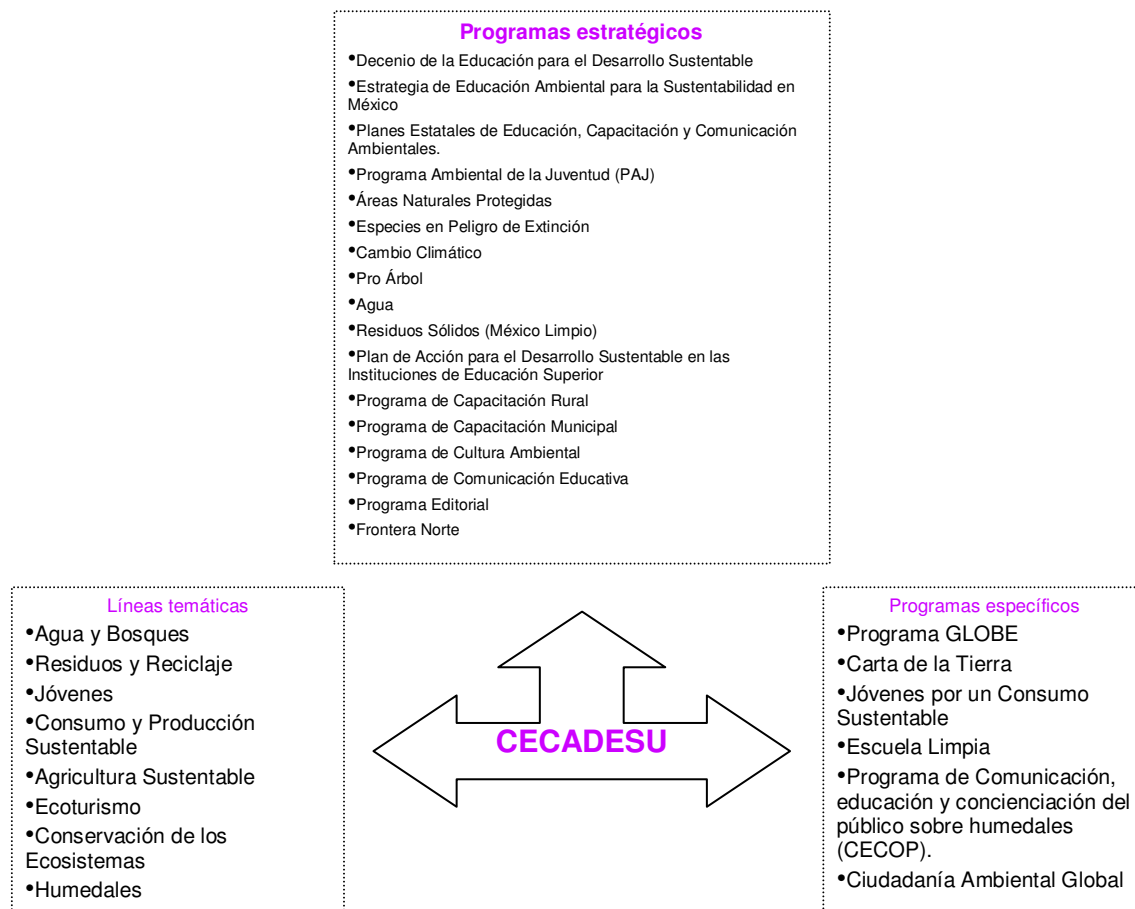 Programas estratégicos
•Decenio de la Educación para el Desarrollo Sustentable
•Estrategia de Educación Ambiental para la Sustentabilidad en
México
•Planes Estatales de Educación, Capacitación y Comunicación
Ambientales.
•Programa Ambiental de la Juventud (PAJ)
•Áreas Naturales Protegidas
•Especies en Peligro de Extinción
•Cambio Climático
•Pro Árbol
•Agua
•Residuos Sólidos (México Limpio)
•Plan de Acción para el Desarrollo Sustentable en las
Instituciones de Educación Superior
•Programa de Capacitación Rural
•Programa de Capacitación Municipal
•Programa de Cultura Ambiental
•Programa de Comunicación Educativa
•Programa Editorial
•Frontera Norte
Líneas temáticas
•Agua y Bosques
•Residuos y Reciclaje
•Jóvenes
•Consumo y Producción
Sustentable
•Agricultura Sustentable
•Ecoturismo
•Conservación de los
Ecosistemas
•Humedales
CECADESU
Programas específicos
•Programa GLOBE
•Carta de la Tierra
•Jóvenes por un Consumo
Sustentable
•Escuela Limpia
•Programa de Comunicación,
educación y concienciación del
público sobre humedales
(CECOP).
•Ciudadanía Ambiental Global